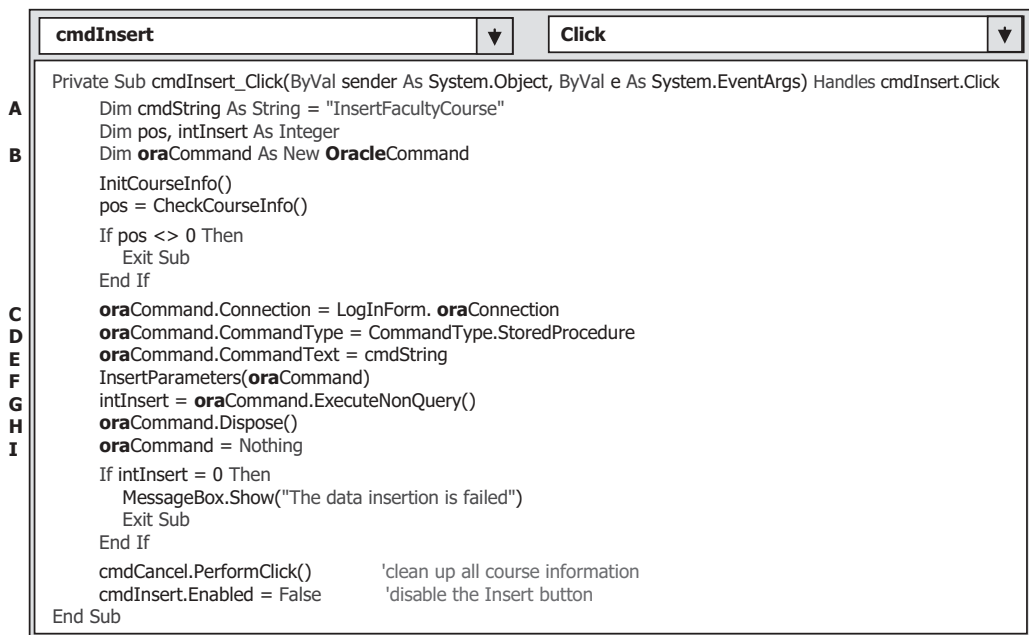 cmdInsert Click
Private Sub cmdInsert_Click(ByVal sender As System.Object, ByVal e As System.EventArgs) Handles cmdInsert.Click
A Dim cmdString As String = "InsertFacultyCourse"
Dim pos, intInsert As Integer
B Dim oraCommand As New OracleCommand
InitCourseInfo()
pos = CheckCourseInfo()
If pos <> 0 Then
Exit Sub
End If
C oraCommand.Connection = LogInForm. oraConnection
D oraCommand.CommandType = CommandType.StoredProcedure
E oraCommand.CommandText = cmdString
F InsertParameters(oraCommand)
G intInsert = oraCommand.ExecuteNonQuery()
H oraCommand.Dispose()
I oraCommand = Nothing
If intInsert = 0 Then
MessageBox.Show("The data insertion is failed")
Exit Sub
End If
cmdCancel.PerformClick() 'clean up all course information
cmdInsert.Enabled = False 'disable the Insert button
End Sub